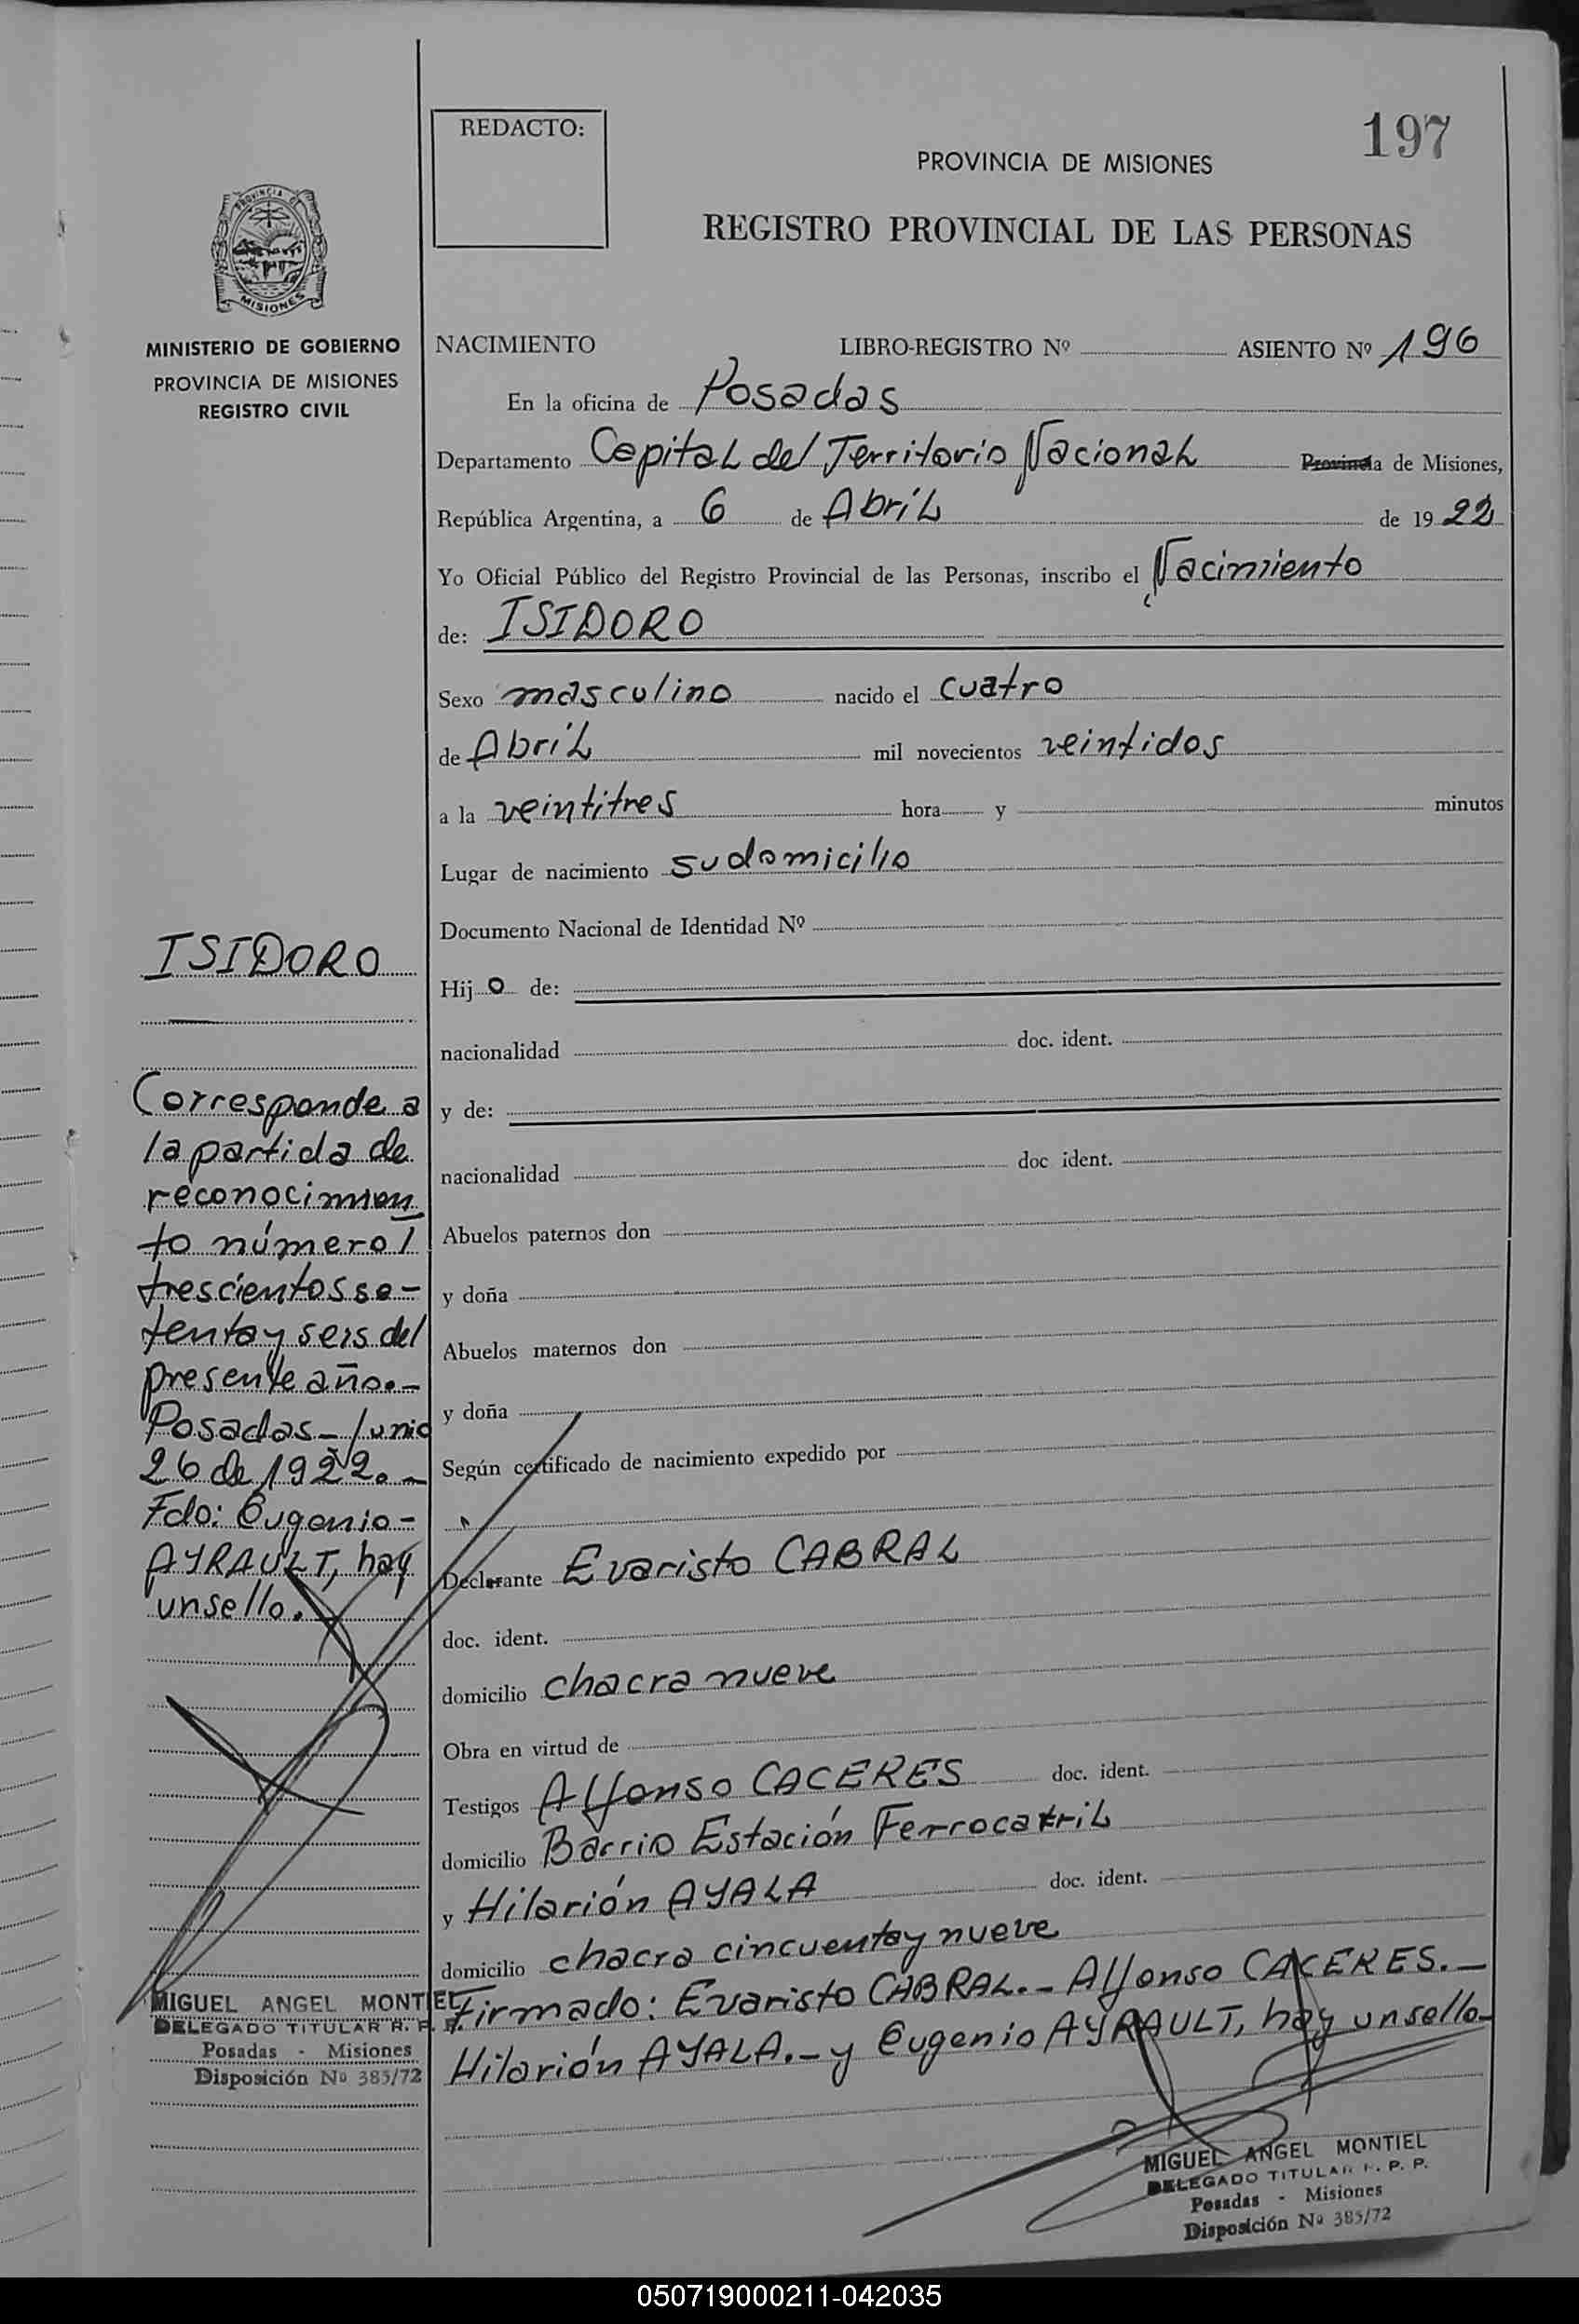 197
REDACTO:
PROVINCIA DE MISIONES
REGISTRO PROVINCIAL DE LAS PERSONAS
PROVINCIA DE
MISIONES
MINISTERIO DE GOBIERNO
PROVINCIA DE MISIONES
REGISTRO CIVIL
NACIMIENTO LIBRO-REGISTRO Nº ASIENTO Nº 196
En la oficina de Posadas
Departamento Capital del Territorio Nacional Provincia de Misiones,
República Argentina, a 6 de Abril de 1922
Yo Oficial Público del Registro Provincial de las Personas, inscribo el Nacimiento
de: ISIDORO
Sexo masculino nacido el cuatro
de Abril mil novecientos veintidos
a la veintitres hora y minutos
Lugar de nacimiento su domicilio
Documento Nacional de Identidad Nº
Hijo de:
nacionalidad doc. ident.
y de:
nacionalidad doc ident.
Abuelos paternos don
y doña
Abuelos maternos don
y doña
Según certificado de nacimiento expedido por
Declarante Evaristo CABRAL
doc. ident.
domicilio chacra nueve
Obra en virtud de
Testigos Alfonso CACERES doc. ident.
domicilio Barrio Estación Ferrocarril
y Hilarión AYALA doc. ident.
domicilio chacra cincuenta y nueve
Firmado: Evaristo CABRAL.- Alfonso CACERES.-
Hilarión AYALA.- y Eugenio AYRAULT, hay un sello-
MIGUEL ANGEL MONTIEL
DELEGADO TITULAR R. P. P.
Posadas - Misiones
Disposición Nº 385/72
ISIDORO
Corresponde a
la partida de
reconocimien
to número
trescientos se-
tenta y seis del
presente año.-
Posadas-Junio
26 de 1922.-
Fdo: Eugenio-
AYRAULT, hay
un sello.
MIGUEL ANGEL MONTIEL
DELEGADO TITULAR R. P. P.
Posadas - Misiones
Disposición Nº 385/72
050719000211-042035